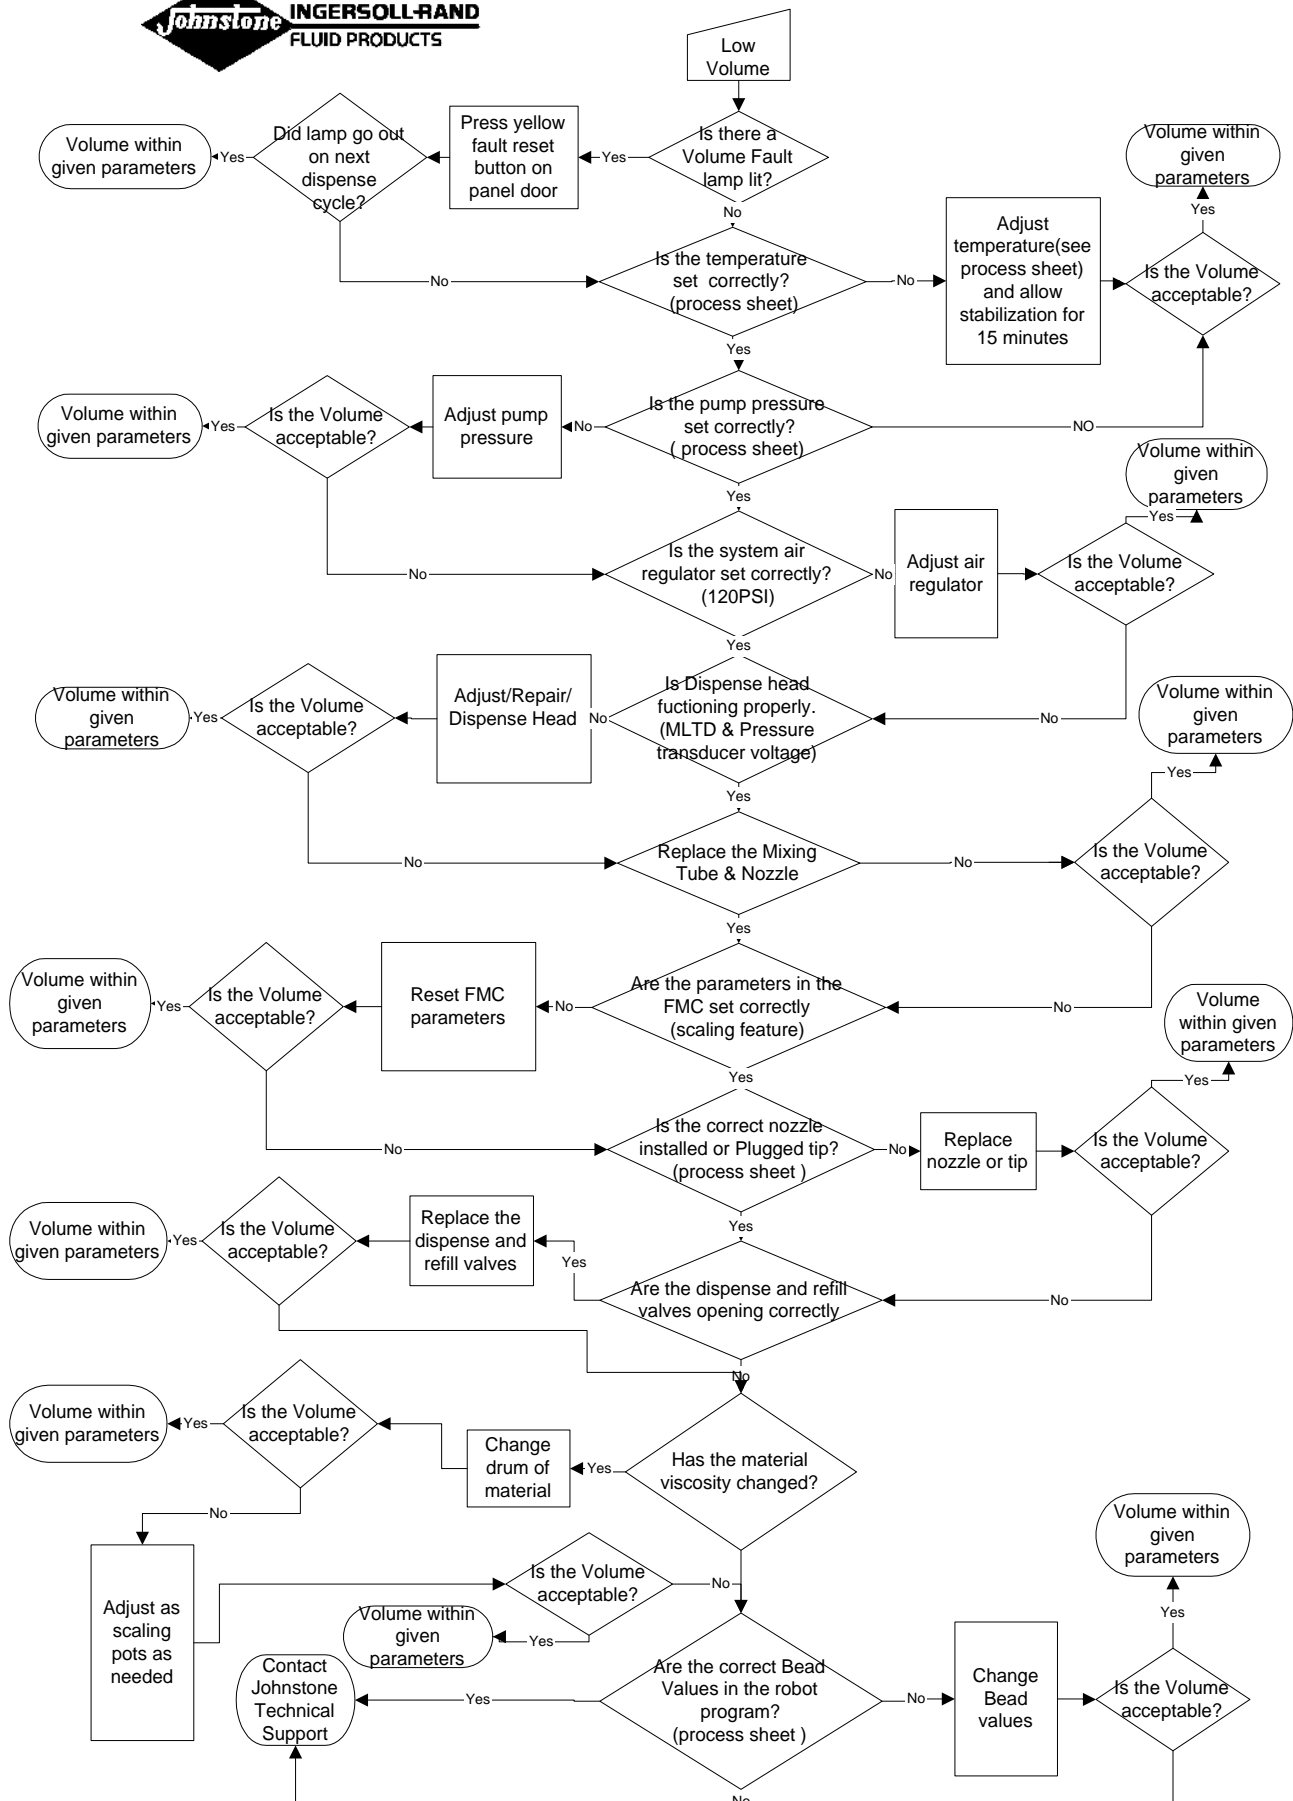 Johnstone
INGERSOLL-RAND
FLUID PRODUCTS
Low
Volume
Volume within
given parameters
Yes
Did lamp go out
on next
dispense
cycle?
Press yellow
fault reset
button on
panel door
Yes
Is there a
Volume Fault
lamp lit?
Volume within
given
parameters
Yes
No
No
Is the temperature
set correctly?
(process sheet)
No
Adjust
temperature(see
process sheet)
and allow
stabilization for
15 minutes
Is the Volume
acceptable?
Yes
Volume within
given parameters
Yes
Is the Volume
acceptable?
Adjust pump
pressure
No
Is the pump pressure
set correctly?
( process sheet)
NO
Volume within
given
parameters
Yes
Yes
No
Is the system air
regulator set correctly?
(120PSI)
No
Adjust air
regulator
Is the Volume
acceptable?
Yes
Volume within
given
parameters
Yes
Is the Volume
acceptable?
Adjust/Repair/
Dispense Head
No
Is Dispense head
fuctioning properly.
(MLTD & Pressure
transducer voltage)
No
Volume within
given
parameters
Yes
Yes
No
Replace the Mixing
Tube & Nozzle
No
Is the Volume
acceptable?
Yes
Volume within
given
parameters
Yes
Is the Volume
acceptable?
Reset FMC
parameters
No
Are the parameters in the
FMC set correctly
(scaling feature)
No
Volume
within given
parameters
Yes
Yes
No
Is the correct nozzle
installed or Plugged tip?
(process sheet )
No
Replace
nozzle or tip
Is the Volume
acceptable?
Yes
Volume within
given parameters
Yes
Is the Volume
acceptable?
Replace the
dispense and
refill valves
Yes
Are the dispense and refill
valves opening correctly
No
No
Volume within
given parameters
Yes
Is the Volume
acceptable?
Change
drum of
material
Yes
Has the material
viscosity changed?
No
Adjust as
scaling
pots as
needed
Is the Volume
acceptable?
No
Volume within
given
parameters
Yes
Volume within
given
parameters
Yes
Contact
Johnstone
Technical
Support
Yes
Are the correct Bead
Values in the robot
program?
(process sheet )
No
Change
Bead
values
Is the Volume
acceptable?
No